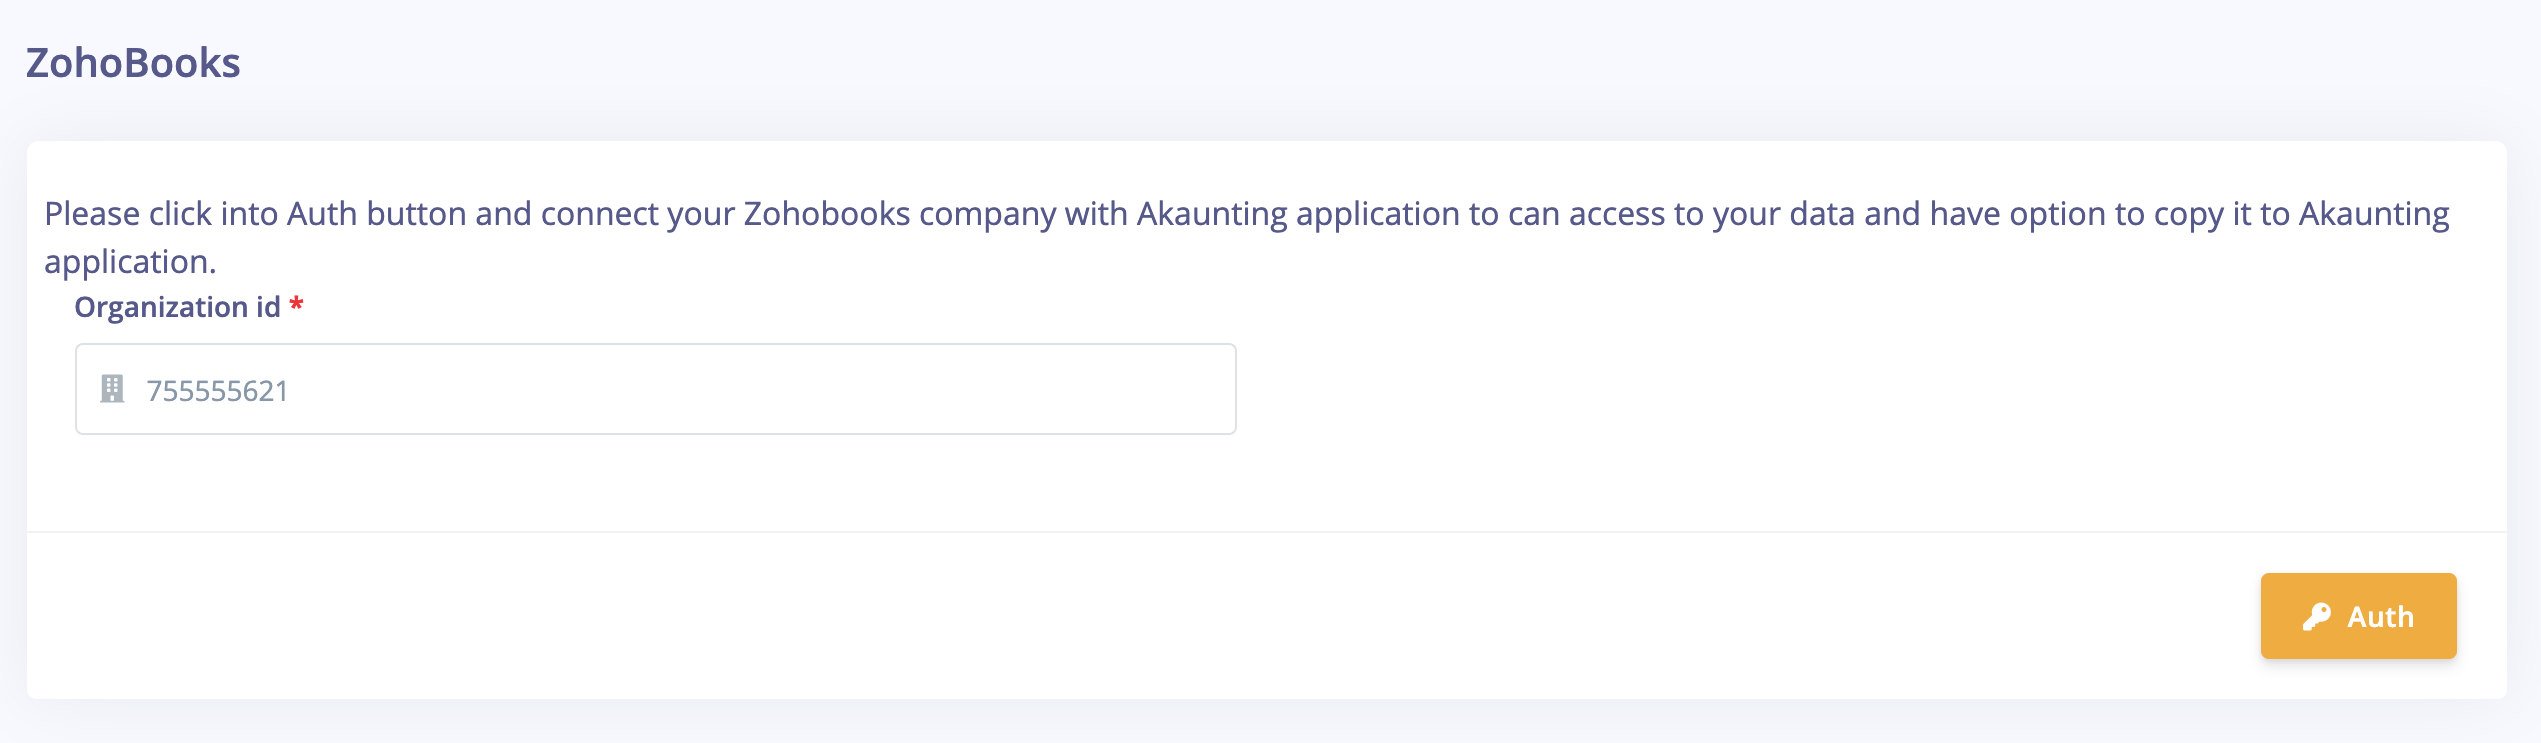 ZohoBooks
Please click into Auth button and connect your Zohobooks company with Akaunting application to can access to your data and have option to copy it to Akaunting
application.
Organization id *
755555621
Auth